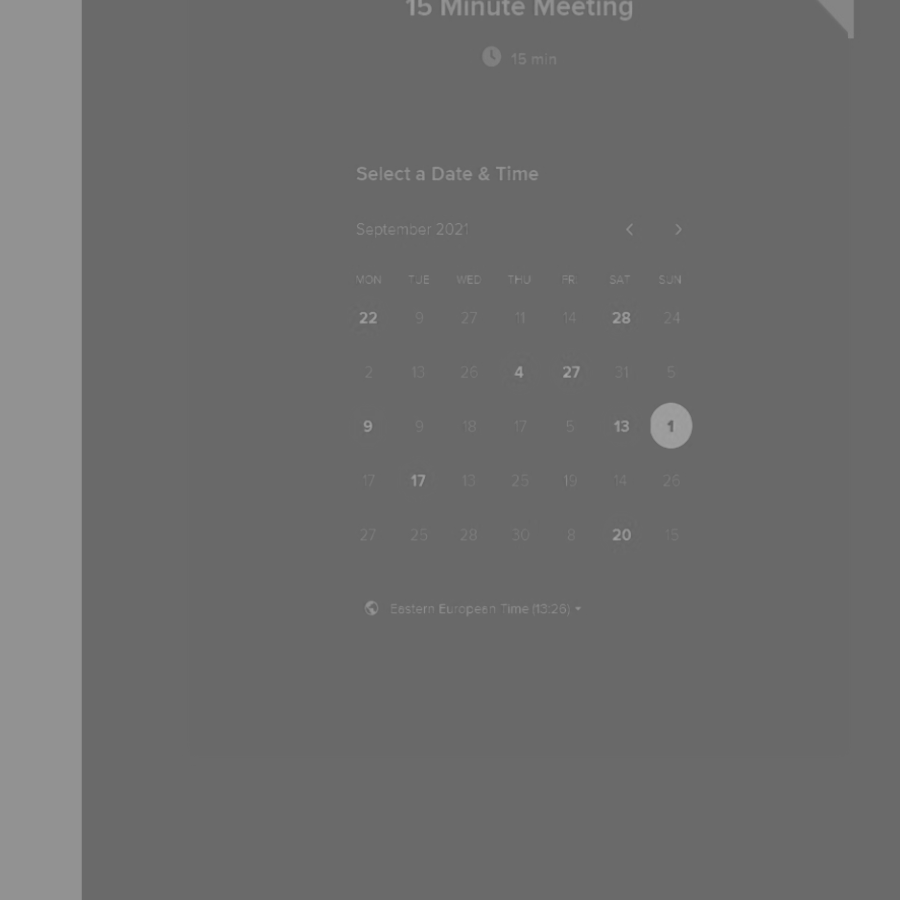 15 Minute Meeting
15 min
Select a Date & Time
September 2021
MON TUE WED THU FRI SAT SUN
22 9 27 11 14 28 24
2 13 26 4 27 31 5
9 9 18 17 5 13 1
17 17 13 25 19 14 26
27 25 28 30 8 20 15
Eastern European Time (13:26)